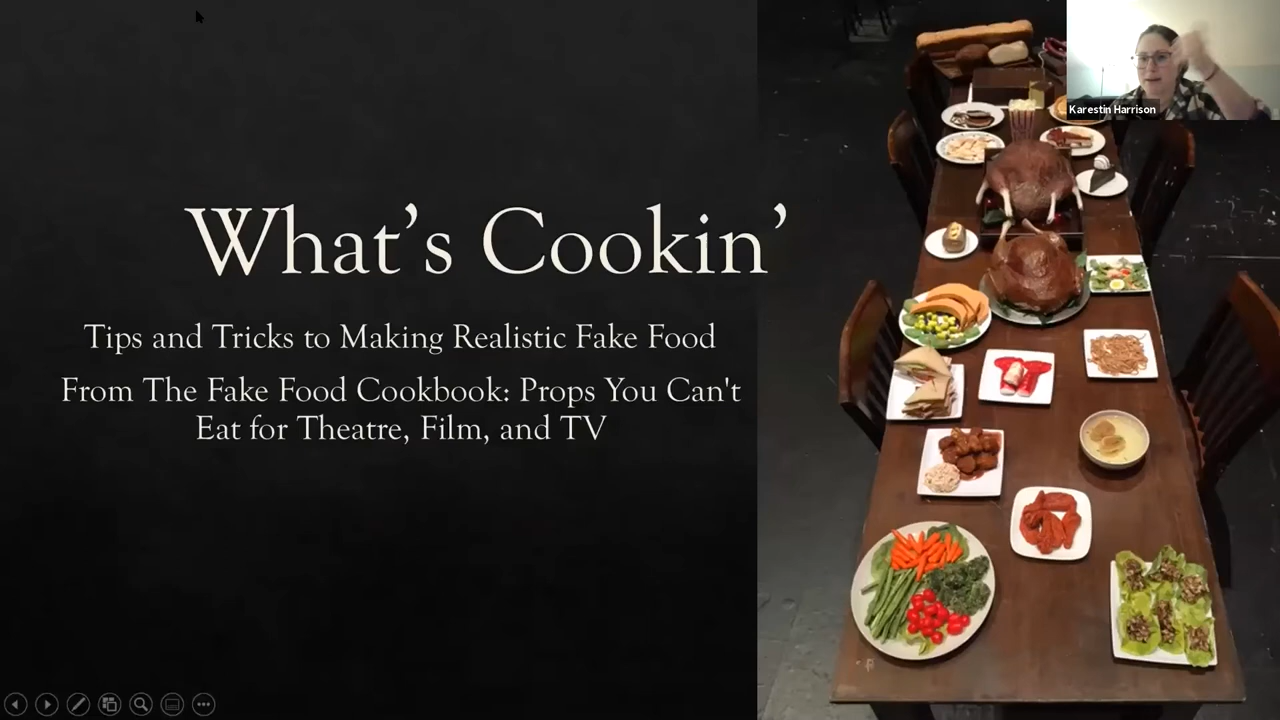 What’s Cookin’
Tips and Tricks to Making Realistic Fake Food
From The Fake Food Cookbook: Props You Can't
Eat for Theatre, Film, and TV
Karestin Harrison